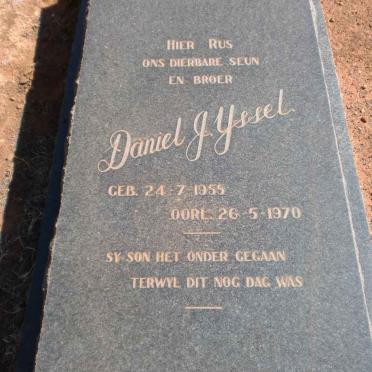 Hier Rus
ons dierbare seun
en broer
Daniel J. Yssel.
geb. 24-7-1955
oorl. 26-5-1970
sy son het onder gegaan
terwyl dit nog dag was